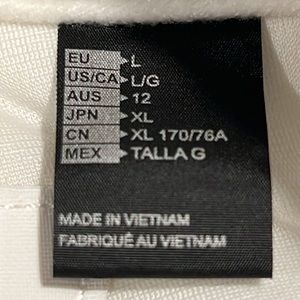 EU L
US/CA L/G
AUS 12
JPN XL
CN XL 170/76A
MEX TALLA G
MADE IN VIETNAM
FABRIQUÉ AU VIETNAM